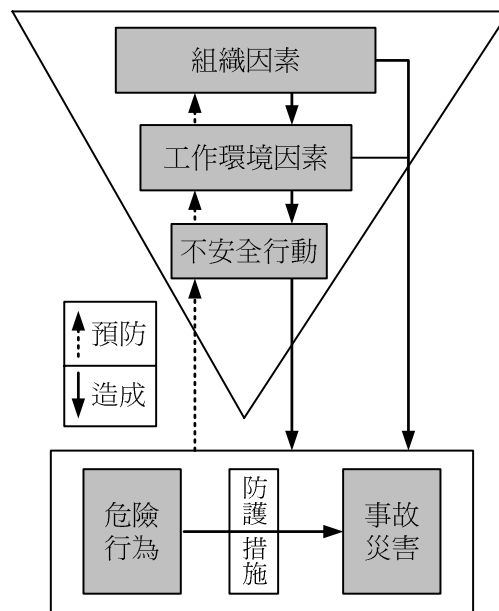 組織因素
工作環境因素
不安全行動
預防
造成
危險
行為
防護
措施
事故
災害